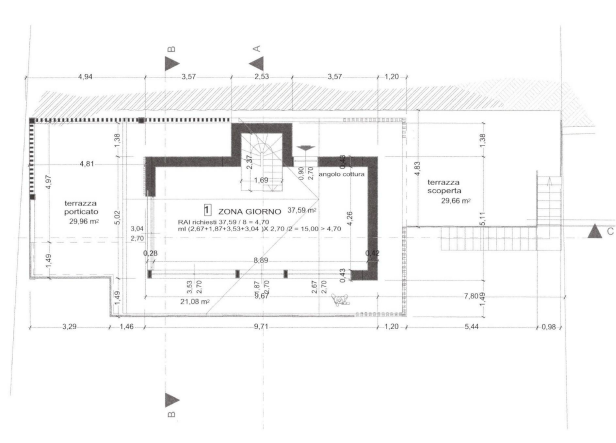 B
A
4,94
3,57
2,53
3,57
1,20
1,38
1,38
4,81
4,97
2,37
0,43
0,90
2,70
angolo cottura
4,83
1,69
terrazza
porticato
29,96 m²
terrazza
scoperta
29,66 m²
1 ZONA GIORNO 37,59 m²
RAI richiesti 37,59 / 8 = 4,70
ml (2,67+1,87+3,53+3,04 )X 2,70 /2 = 15,00 > 4,70
5,02
4,26
5,11
3,04
2,70
C
1,49
0,28
8,89
0,42
0,43
3,53
2,70
1,87
2,70
2,67
2,70
1,49
21,08 m²
9,67
7,80
1,49
3,29
1,46
9,71
1,20
5,44
0,98
B